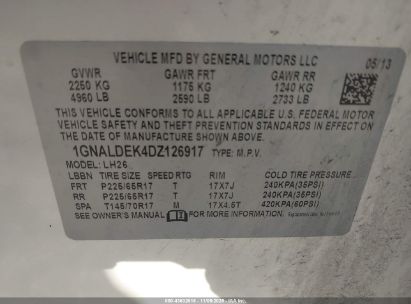 VEHICLE MFD BY GENERAL MOTORS LLC 05/13
GVWR GAWR FRT GAWR RR
2250 KG 1175 KG 1240 KG
4960 LB 2590 LB 2733 LB
THIS VEHICLE CONFORMS TO ALL APPLICABLE U.S. FEDERAL MOTOR
VEHICLE SAFETY AND THEFT PREVENTION STANDARDS IN EFFECT ON
THE DATE OF MANUFACTURE SHOWN ABOVE.
1GNALDEK4DZ126917 TYPE: M.P.V.
MODEL: LH26
LBBN TIRE SIZE SPEED RTG RIM COLD TIRE PRESSURE
FRT P225/65R17 T 17X7J 240KPA(35PSI)
RR P225/65R17 T 17X7J 240KPA(35PSI)
SPA T145/70R17 M 17X4.5T 420KPA(60PSI)
SEE OWNER'S MANUAL FOR MORE INFORMATION